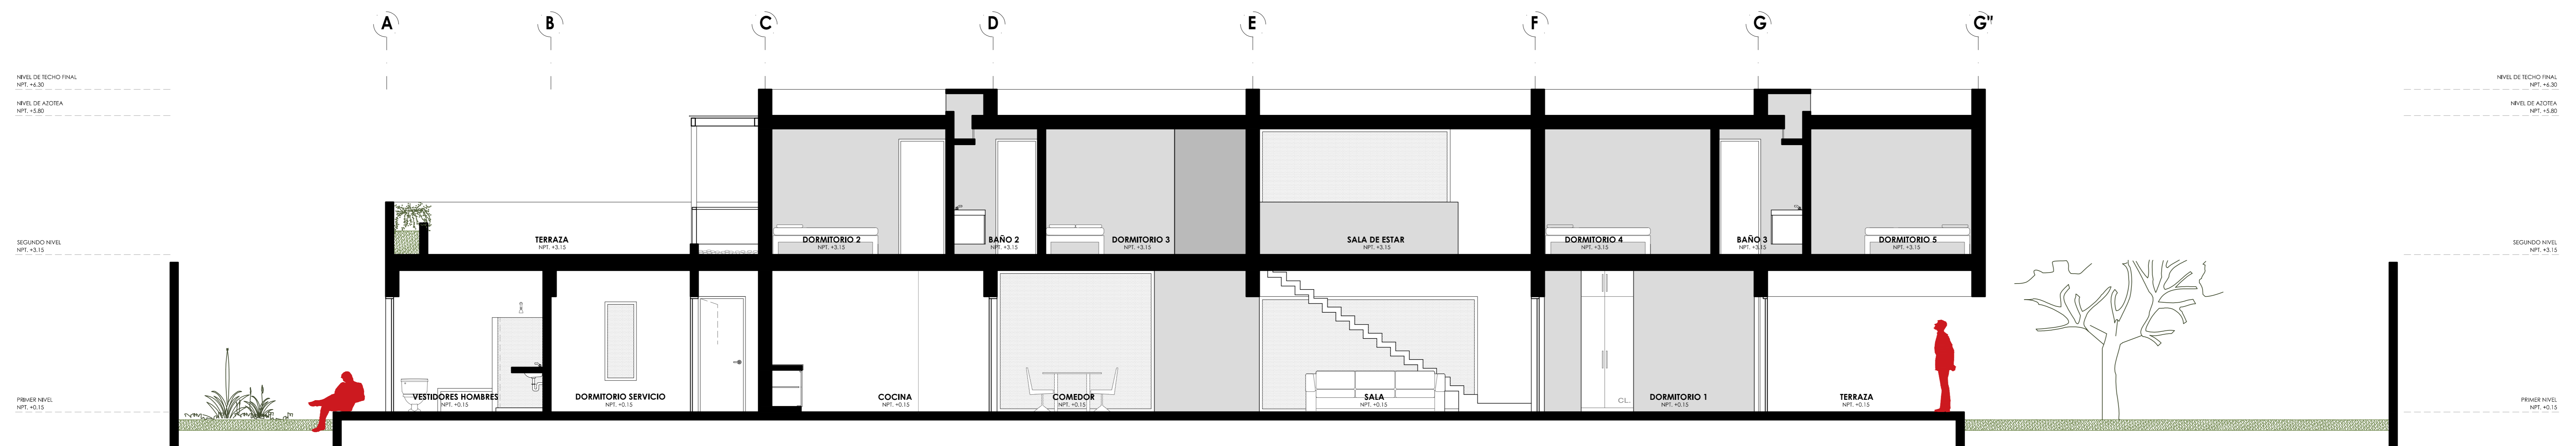 A B C D E F G G"
NIVEL DE TECHO FINAL
NPT. +6.30
NIVEL DE AZOTEA
NPT. +5.80
NIVEL DE TECHO FINAL
NPT. +6.30
NIVEL DE AZOTEA
NPT. +5.80
SEGUNDO NIVEL
NPT. +3.15
TERRAZA
NPT. +3.15
DORMITORIO 2
NPT. +3.15
BAÑO 2
NPT. +3.15
DORMITORIO 3
NPT. +3.15
SALA DE ESTAR
NPT. +3.15
DORMITORIO 4
NPT. +3.15
BAÑO 3
NPT. +3.15
DORMITORIO 5
NPT. +3.15
SEGUNDO NIVEL
NPT. +3.15
PRIMER NIVEL
NPT. +0.15
VESTIDORES HOMBRES
NPT. +0.15
DORMITORIO SERVICIO
NPT. +0.15
COCINA
NPT. +0.15
COMEDOR
NPT. +0.15
SALA
NPT. +0.15
CL.
DORMITORIO 1
NPT. +0.15
TERRAZA
NPT. +0.15
PRIMER NIVEL
NPT. +0.15